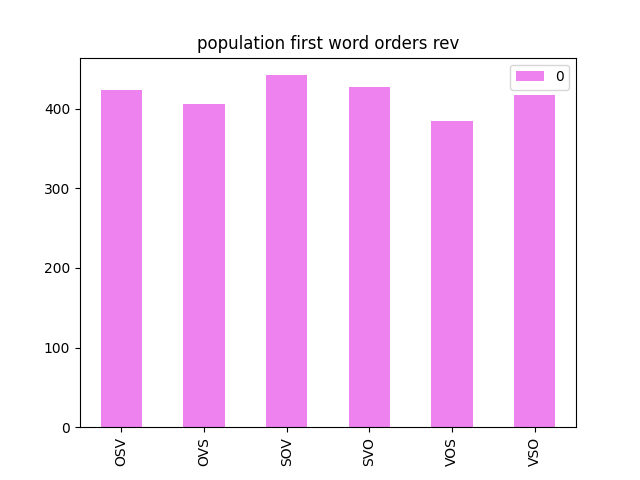 population first word orders rev
0
400
300
200
100
0
OSV
OVS
SOV
SVO
VOS
VSO